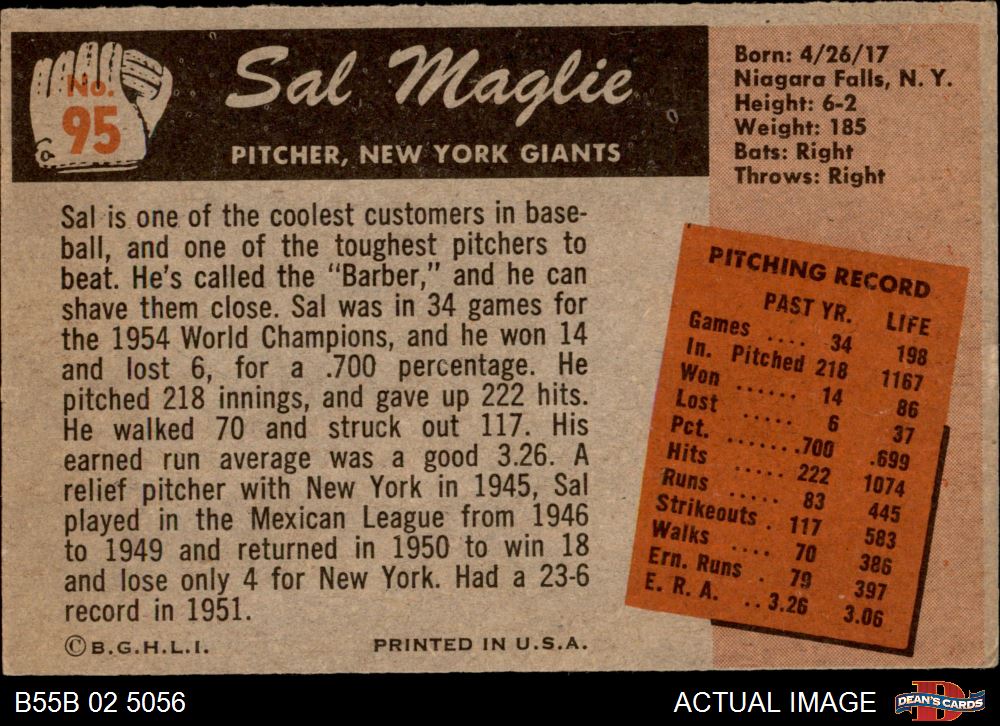 No.
95
Sal Maglie
PITCHER, NEW YORK GIANTS
Born: 4/26/17
Niagara Falls, N. Y.
Height: 6-2
Weight: 185
Bats: Right
Throws: Right
Sal is one of the coolest customers in base-
ball, and one of the toughest pitchers to
beat. He's called the "Barber," and he can
shave them close. Sal was in 34 games for
the 1954 World Champions, and he won 14
and lost 6, for a .700 percentage. He
pitched 218 innings, and gave up 222 hits.
He walked 70 and struck out 117. His
earned run average was a good 3.26. A
relief pitcher with New York in 1945, Sal
played in the Mexican League from 1946
to 1949 and returned in 1950 to win 18
and lose only 4 for New York. Had a 23-6
record in 1951.
© B.G.H.L.I. PRINTED IN U.S.A.
PITCHING RECORD
PAST YR. LIFE
Games .... 34 198
In. Pitched 218 1167
Won ...... 14 86
Lost ..... 6 37
Pct. .......700 .699
Hits ..... 222 1074
Runs ..... 83 445
Strikeouts . 117 583
Walks .... 70 386
Ern. Runs . 79 397
E. R. A. ..3.26 3.06
B55B 02 5056
ACTUAL IMAGE
D
DEAN'S CARDS